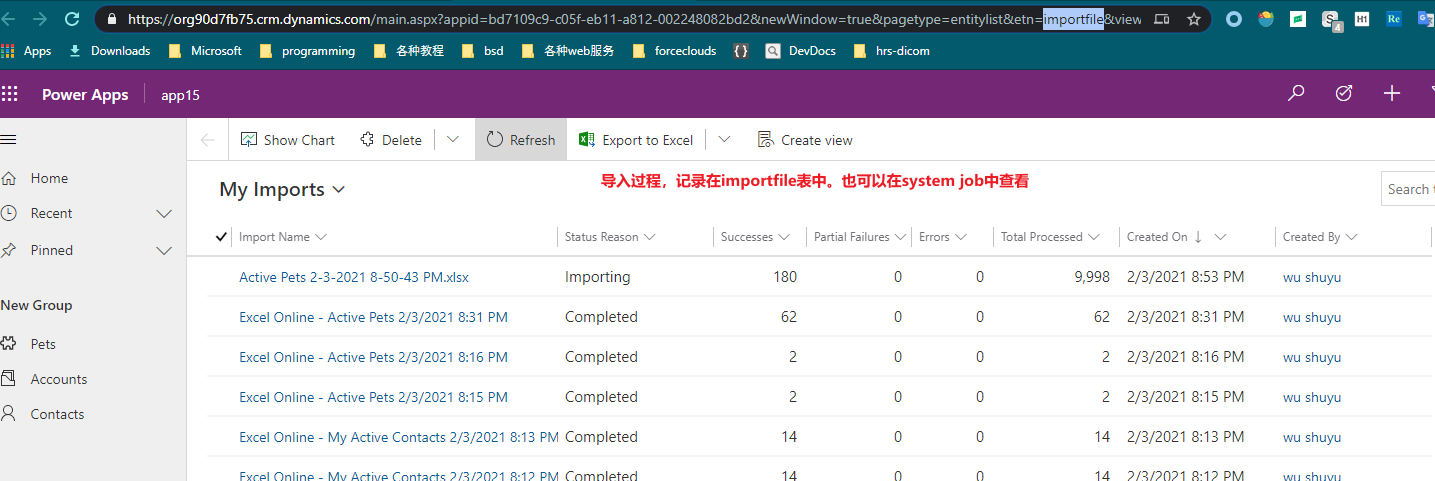 https://org90d7fb75.crm.dynamics.com/main.aspx?appid=bd7109c9-c05f-eb11-a812-002248082bd2&newWindow=true&pagetype=entitylist&etn=importfile&view
S 4 H1 Re G
Apps Downloads Microsoft programming 各种教程 bsd 各种web服务 forceclouds {} DevDocs hrs-dicom
Power Apps app15
Show Chart Delete Refresh Export to Excel Create view
Home
My Imports 导入过程，记录在importfile表中。也可以在system job中查看 Search t
Recent
Import Name Status Reason Successes Partial Failures Errors Total Processed Created On Created By
Pinned
Active Pets 2-3-2021 8-50-43 PM.xlsx Importing 180 0 0 9,998 2/3/2021 8:53 PM wu shuyu
New Group
Excel Online - Active Pets 2/3/2021 8:31 PM Completed 62 0 0 62 2/3/2021 8:31 PM wu shuyu
Pets
Excel Online - Active Pets 2/3/2021 8:16 PM Completed 2 0 0 2 2/3/2021 8:16 PM wu shuyu
Accounts
Excel Online - Active Pets 2/3/2021 8:15 PM Completed 2 0 0 2 2/3/2021 8:15 PM wu shuyu
Contacts
Excel Online - My Active Contacts 2/3/2021 8:13 PM Completed 14 0 0 14 2/3/2021 8:13 PM wu shuyu
Excel Online - My Active Contacts 2/3/2021 8:12 PM Completed 14 0 0 14 2/3/2021 8:12 PM wu shuyu